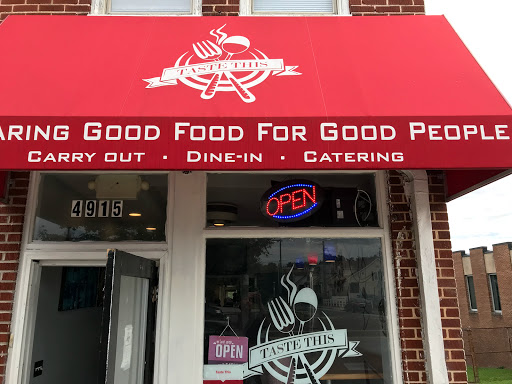 TASTE THIS
ARING GOOD FOOD FOR GOOD PEOPLE
CARRY OUT · DINE-IN · CATERING
4915
OPEN
OPEN
TASTE THIS